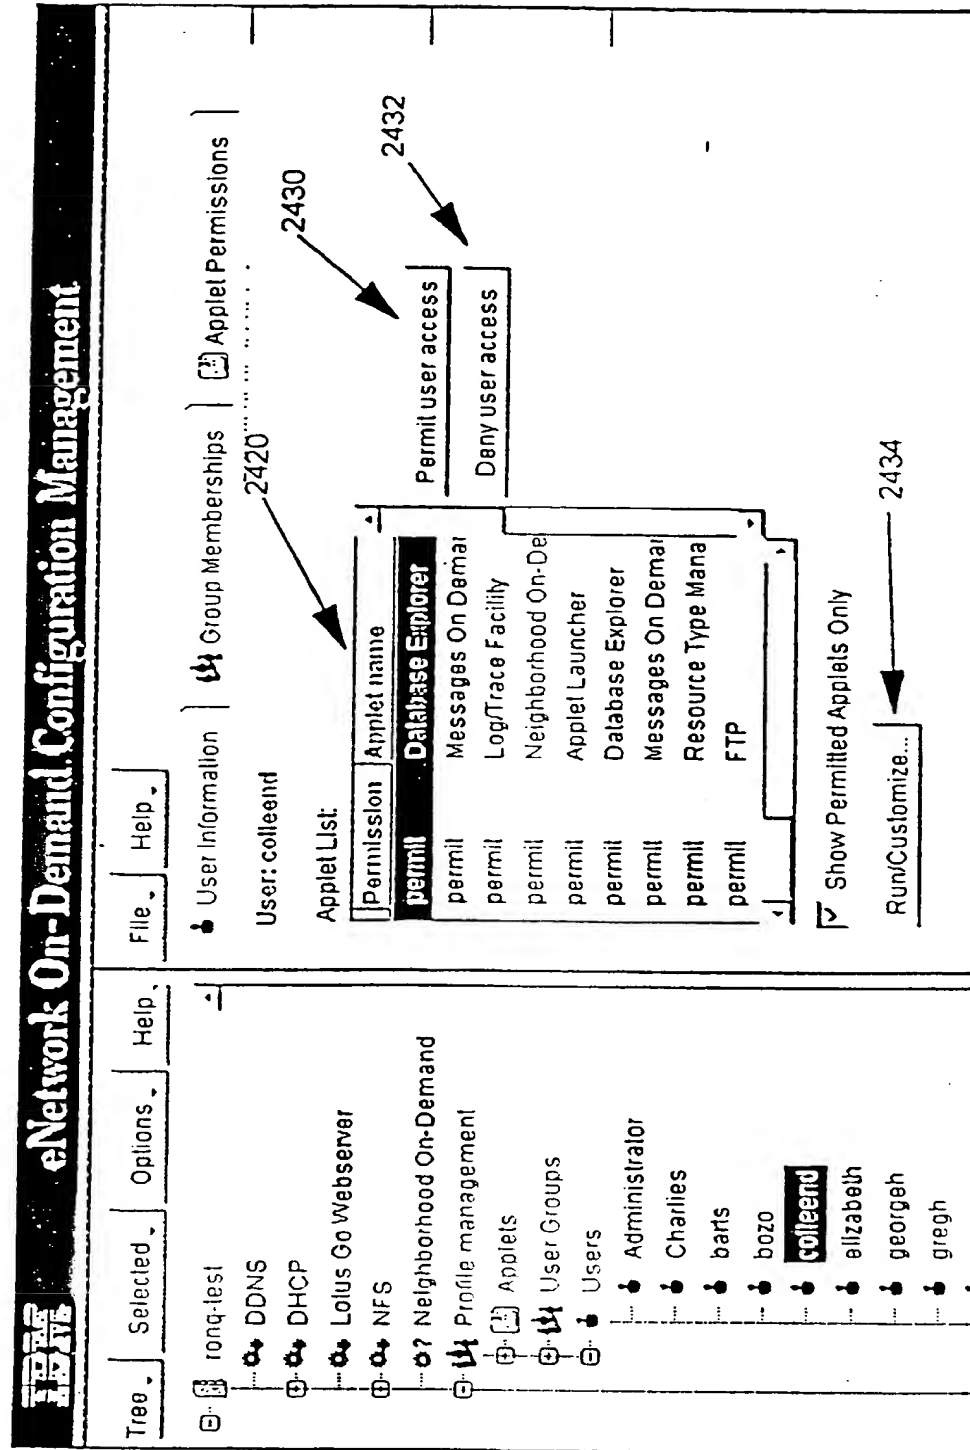 IBM
eNetwork On-Demand Configuration Management
Tree Selected Options Help
File Help
ronq-test
DDNS
DHCP
Lotus Go Webserver
NFS
? Neighborhood On-Demand
Profile management
Applets
User Groups
Users
Administrator
Charlies
barts
bozo
colleend
elizabeth
georgeh
gregh
User Information Group Memberships Applet Permissions
User: colleend
Applet List:
2420
Permission Applet name
permit Database Explorer
permit Messages On Demar
permit Log/Trace Facility
permit Neighborhood On-De
permit Applet Launcher
permit Database Explorer
permit Messages On Demar
permit Resource Type Mana
permit FTP
Permit user access
2430
Deny user access
2432
Show Permitted Applets Only
Run/Customize...
2434